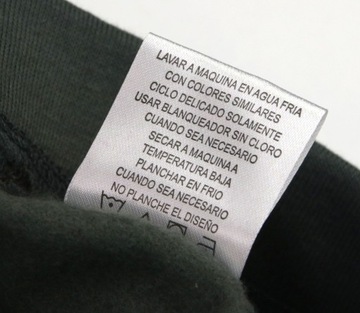 LAVAR A MAQUINA EN AGUA FRIA
CON COLORES SIMILARES
CICLO DELICADO SOLAMENTE
USAR BLANQUEADOR SIN CLORO
CUANDO SEA NECESARIO
SECAR A MAQUINA A
TEMPERATURA BAJA
PLANCHAR EN FRIO
CUANDO SEA NECESARIO
NO PLANCHE EL DISEÑO